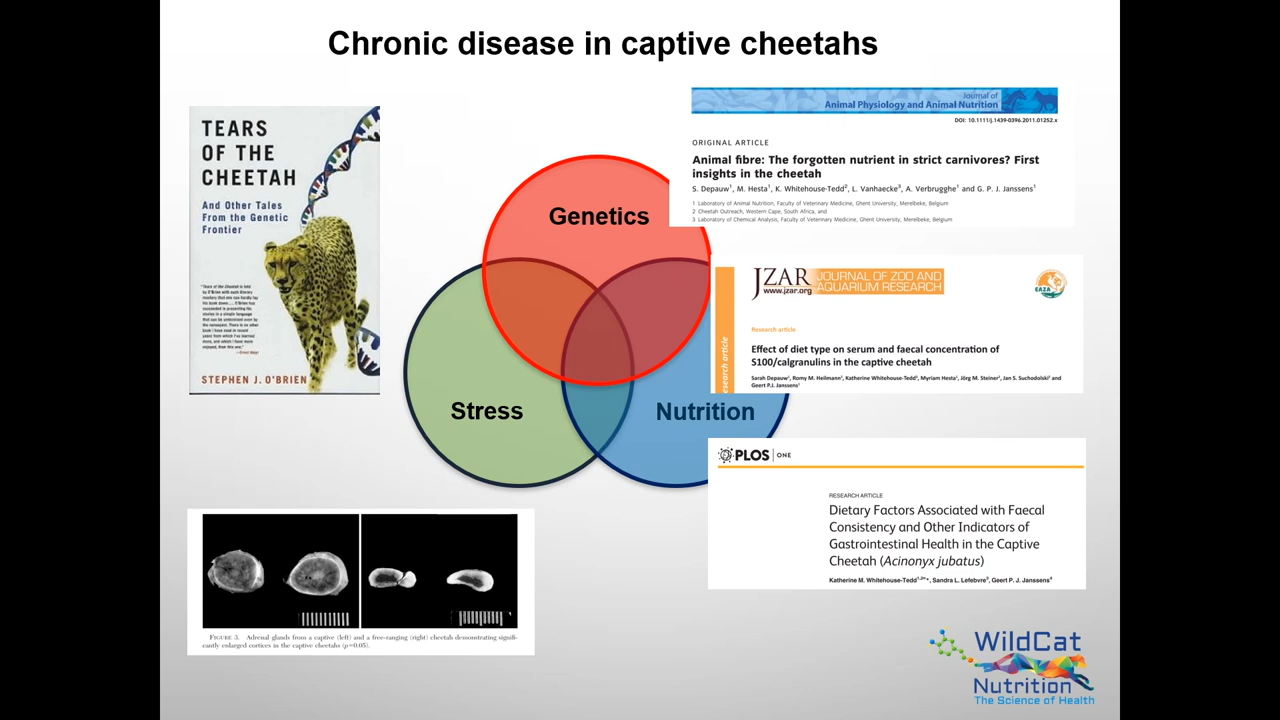 Chronic disease in captive cheetahs
TEARS
OF THE
CHEETAH
And Other Tales
From the Genetic
Frontier
STEPHEN J. O'BRIEN
Genetics
Stress
Nutrition
Journal of
Animal Physiology and Animal Nutrition
DOI: 10.1111/j.1439-0396.2011.01252.x
ORIGINAL ARTICLE
Animal fibre: The forgotten nutrient in strict carnivores? First
insights in the cheetah
S. Depauw1, M. Hesta1, K. Whitehouse-Tedd2, L. Vanhaecke3, A. Verbrugghe1 and G. P. J. Janssens1
1 Laboratory of Animal Nutrition, Faculty of Veterinary Medicine, Ghent University, Merelbeke, Belgium
2 Cheetah Outreach, Western Cape, South Africa, and
3 Laboratory of Chemical Analysis, Faculty of Veterinary Medicine, Ghent University, Merelbeke, Belgium
JZAR
www.jzar.org
JOURNAL OF ZOO AND
AQUARIUM RESEARCH
EAZA
esearch article
Research article
Effect of diet type on serum and faecal concentration of
S100/calgranulins in the captive cheetah
Sarah Depauw1, Romy M. Heilmann2, Katherine Whitehouse-Tedd3, Myriam Hesta1, Jörg M. Steiner2, Jan S. Suchodolski2 and
Geert P.J. Janssens1
PLOS | ONE
RESEARCH ARTICLE
Dietary Factors Associated with Faecal
Consistency and Other Indicators of
Gastrointestinal Health in the Captive
Cheetah (Acinonyx jubatus)
Katherine M. Whitehouse-Tedd1,2¤*, Sandra L. Lefebvre3, Geert P. J. Janssens4
FIGURE 3. Adrenal glands from a captive (left) and a free-ranging (right) cheetah demonstrating signifi-
cantly enlarged cortices in the captive cheetahs (p=0.05).
WildCat
Nutrition
The Science of Health